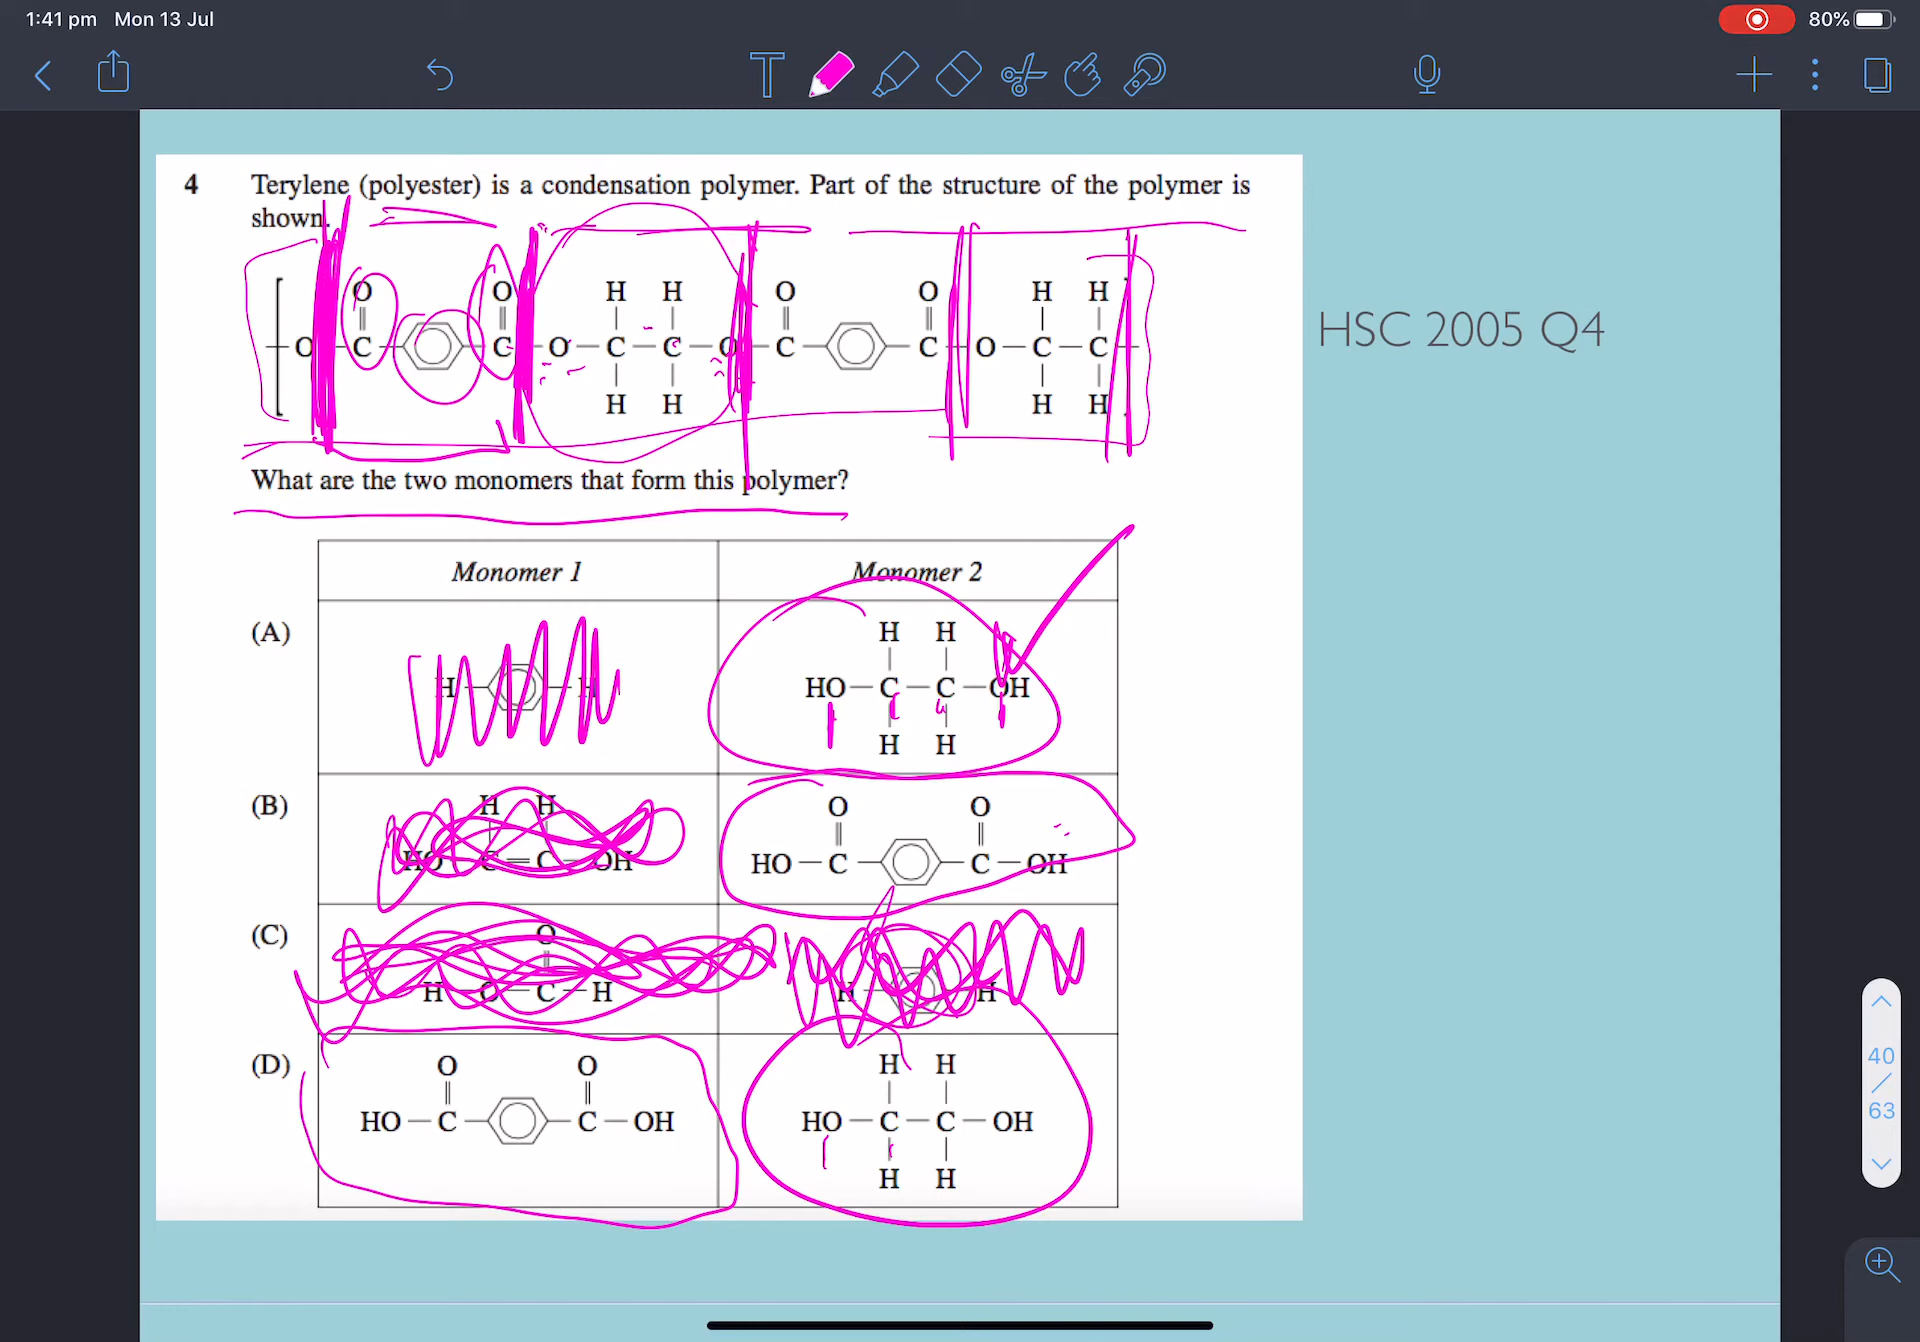 1:41 pm Mon 13 Jul
80%
T
4 Terylene (polyester) is a condensation polymer. Part of the structure of the polymer is
shown.
O O H H O O H H
O C C O C C O C C O C C
H H H H
HSC 2005 Q4
What are the two monomers that form this polymer?
Monomer 1 Monomer 2
(A)
H H
H H HO C C OH
H H
(B)
H H O O
HO C C OH HO C C OH
(C)
O
H C C H H H
(D)
O O H H
HO C C OH HO C C OH
H H
40
/
63